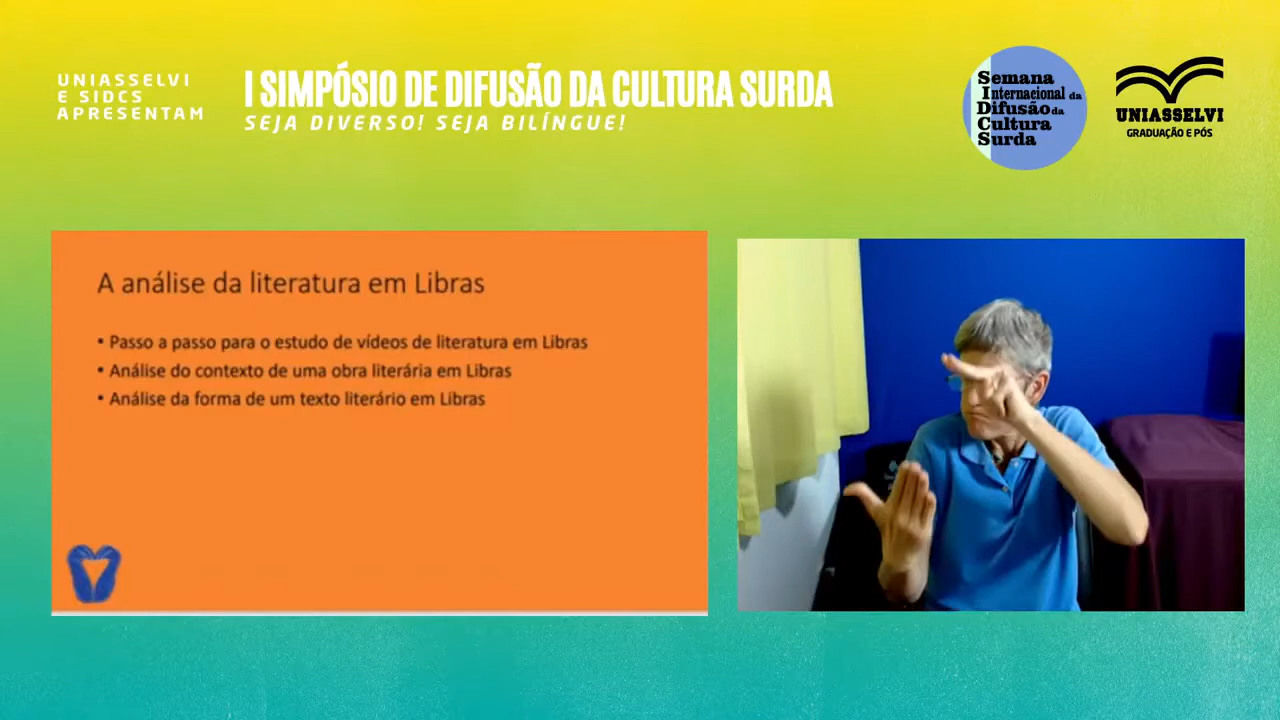 UNIASSELVI
E SIDCS
APRESENTAM
I SIMPÓSIO DE DIFUSÃO DA CULTURA SURDA
SEJA DIVERSO! SEJA BILÍNGUE!
Semana
Internacional da
Difusão da
Cultura
Surda
UNIASSELVI
GRADUAÇÃO E PÓS
A análise da literatura em Libras
• Passo a passo para o estudo de vídeos de literatura em Libras
• Análise do contexto de uma obra literária em Libras
• Análise da forma de um texto literário em Libras